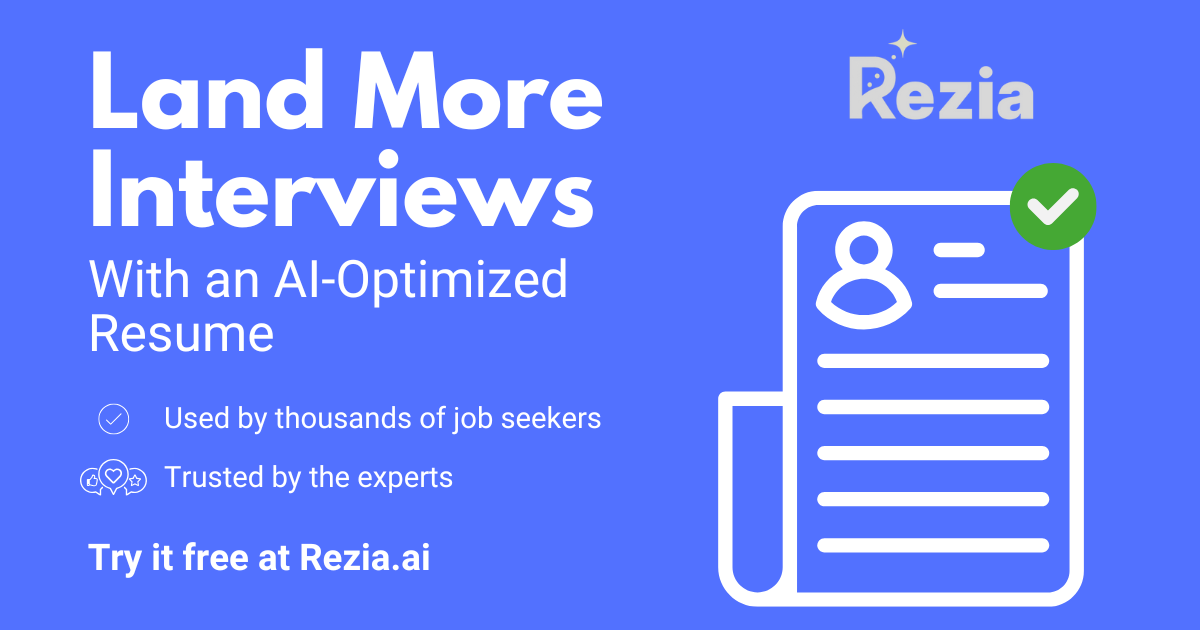 Land More
Interviews
With an AI-Optimized
Resume
Used by thousands of job seekers
Trusted by the experts
Try it free at Rezia.ai
Rezia